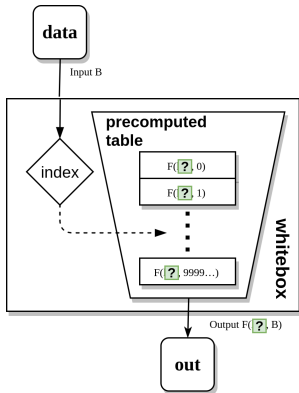 data
Input B
precomputed
table
index
F(?, 0)
F(?, 1)
F(?, 9999...)
whitebox
Output F(?, B)
out